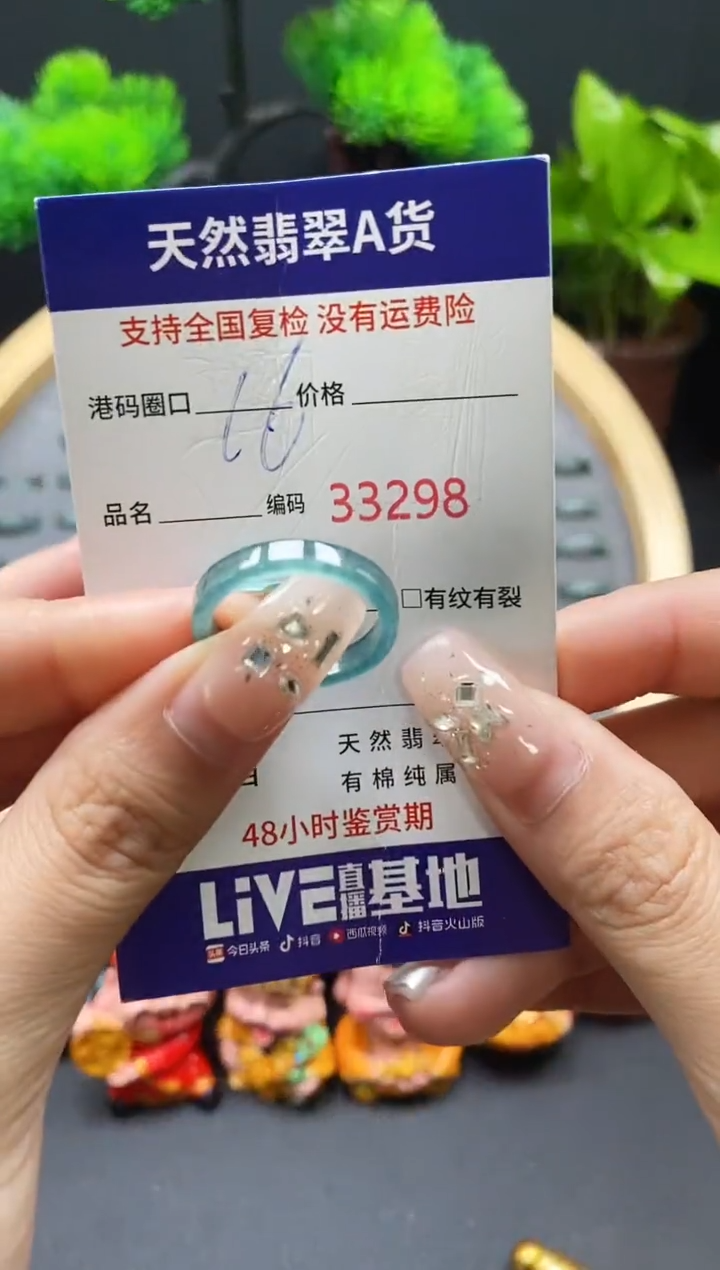 天然翡翠A货
支持全国复检 没有运费险
港码圈口 16 价格
品名 编码 33298
□有纹有裂
天然翡
有棉纯属
48小时鉴赏期
LiVE直播基地
头条 今日头条 抖音 西瓜视频 抖音火山版